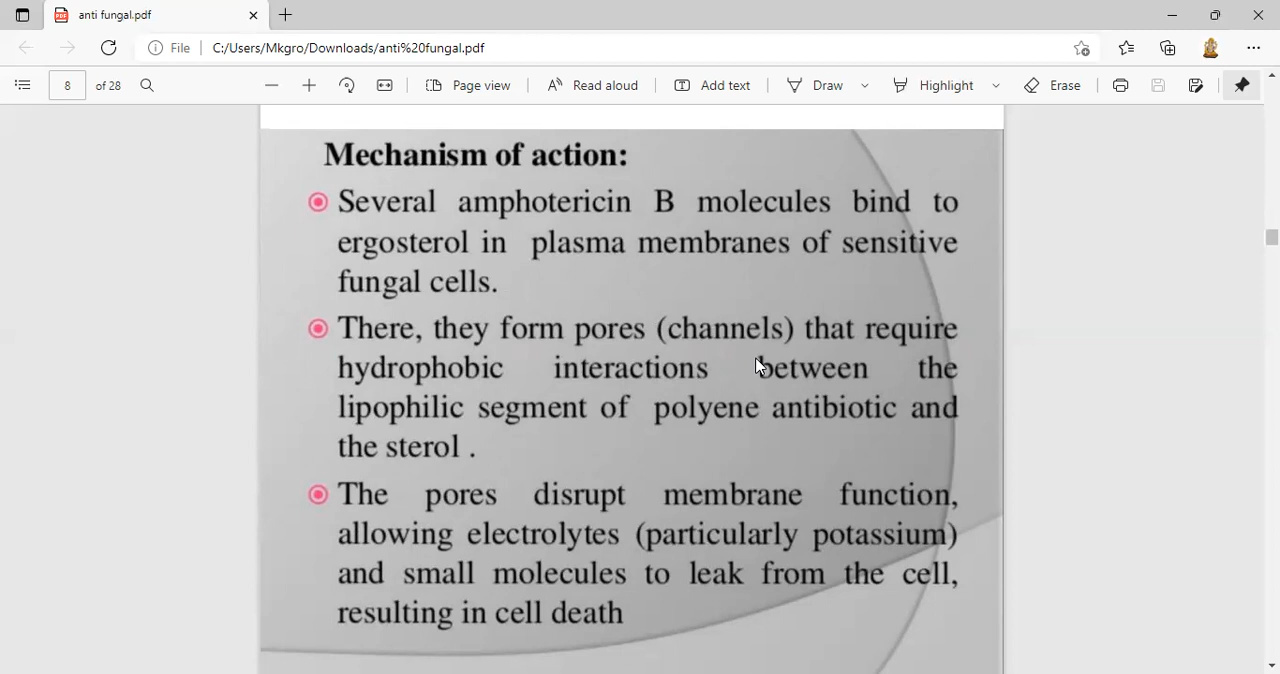 anti fungal.pdf
File
C:/Users/Mkgro/Downloads/anti%20fungal.pdf
8 of 28
Page view
Read aloud
Add text
Draw
Highlight
Erase
Mechanism of action:
Several amphotericin B molecules bind to
ergosterol in plasma membranes of sensitive
fungal cells.
There, they form pores (channels) that require
hydrophobic interactions between the
lipophilic segment of polyene antibiotic and
the sterol .
The pores disrupt membrane function,
allowing electrolytes (particularly potassium)
and small molecules to leak from the cell,
resulting in cell death